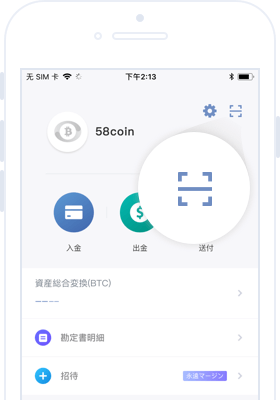 无 SIM 卡 下午2:13
58coin
入金 出金 送付
資産総合変換(BTC)
-- --
勘定書明細
招待 永遠マージン